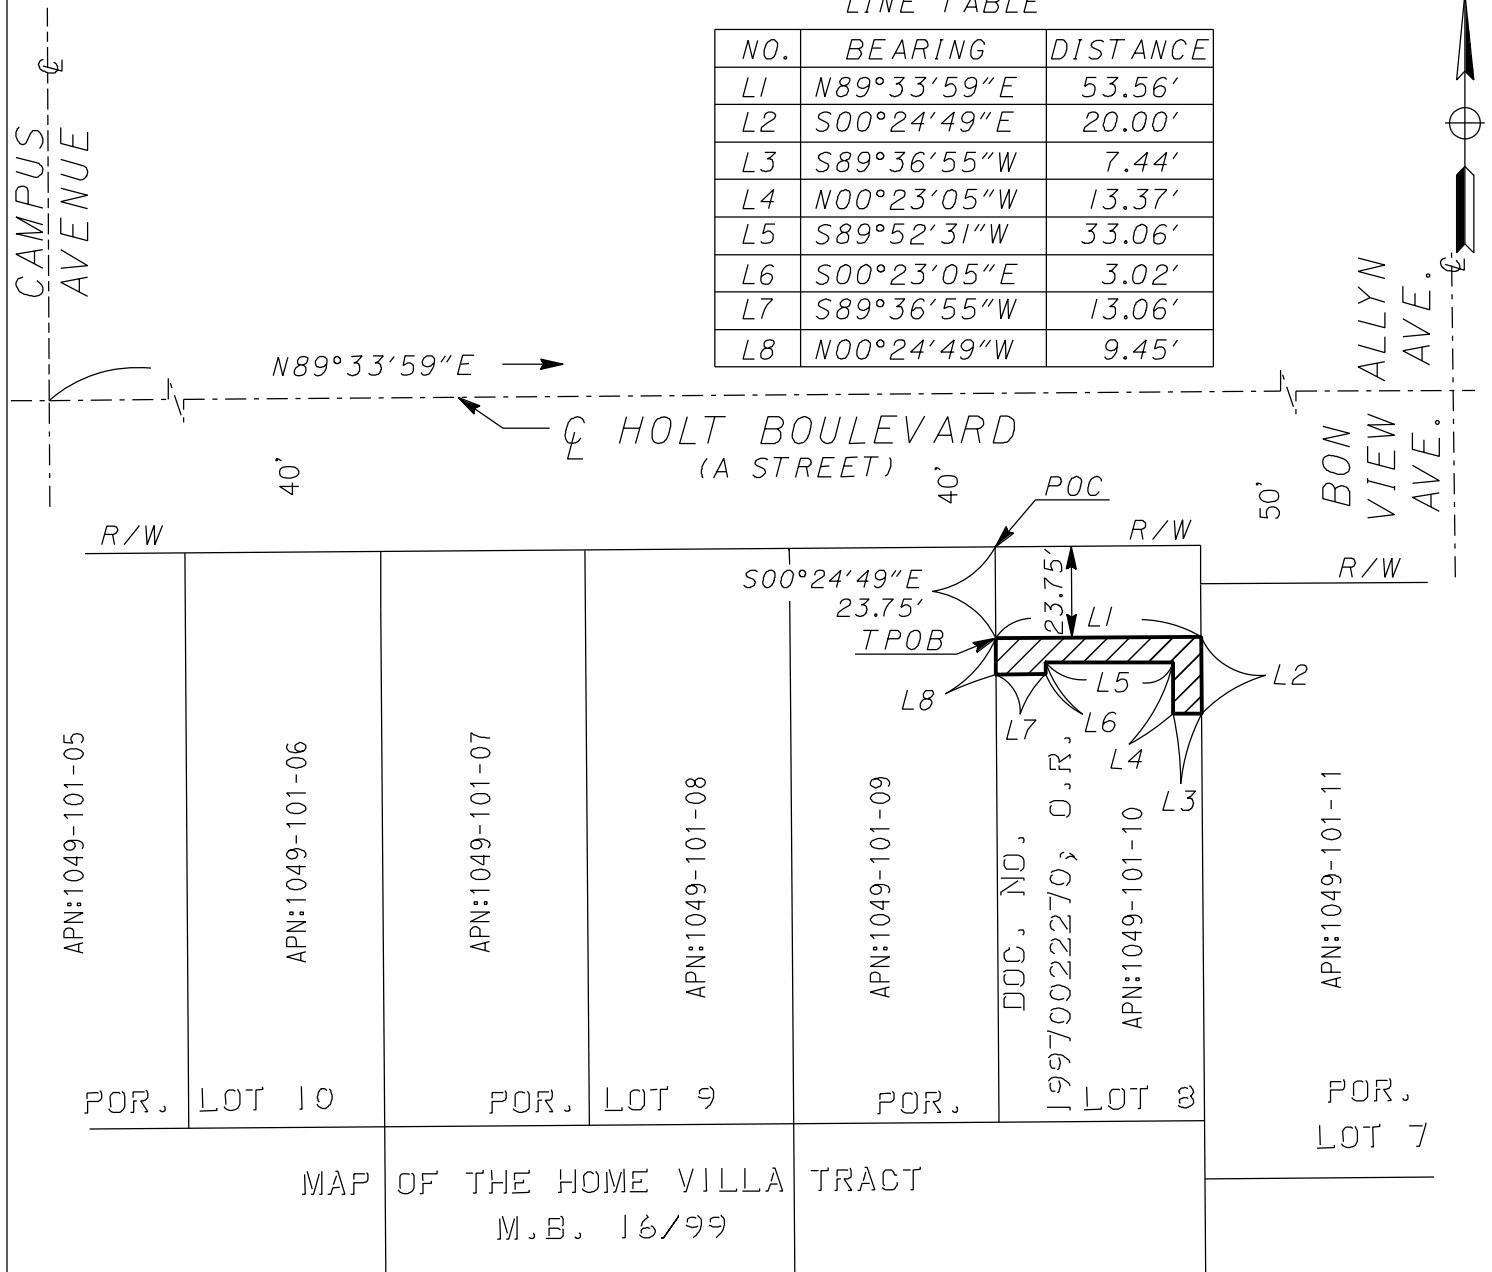 LINE TABLE
NO. BEARING DISTANCE
L1 N89°33'59"E 53.56'
L2 S00°24'49"E 20.00'
L3 S89°36'55"W 7.44'
L4 N00°23'05"W 13.37'
L5 S89°52'31"W 33.06'
L6 S00°23'05"E 3.02'
L7 S89°36'55"W 13.06'
L8 N00°24'49"W 9.45'
℄
CAMPUS
AVENUE
℄
ALLYN
AVE.
N89°33'59"E
℄ HOLT BOULEVARD
(A STREET)
BON
VIEW
AVE.
40'
40'
50'
POC
R/W
R/W
R/W
S00°24'49"E
23.75'
23.75'
TPOB
L1
L2
L3
L4
L5
L6
L7
L8
APN:1049-101-05
APN:1049-101-06
APN:1049-101-07
APN:1049-101-08
APN:1049-101-09
DOC. NO.
19970022270; O.R.
APN:1049-101-10
APN:1049-101-11
POR. LOT 10
POR. LOT 9
POR. LOT 8
POR.
LOT 7
MAP OF THE HOME VILLA TRACT
M.B. 16/99